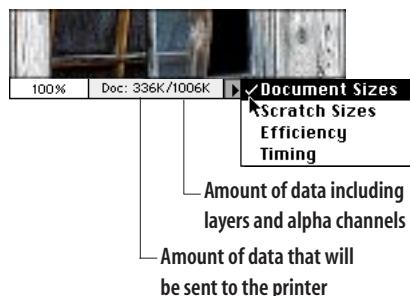 100%
Doc: 336K/1006K
✓Document Sizes
Scratch Sizes
Efficiency
Timing
Amount of data including
layers and alpha channels
Amount of data that will
be sent to the printer